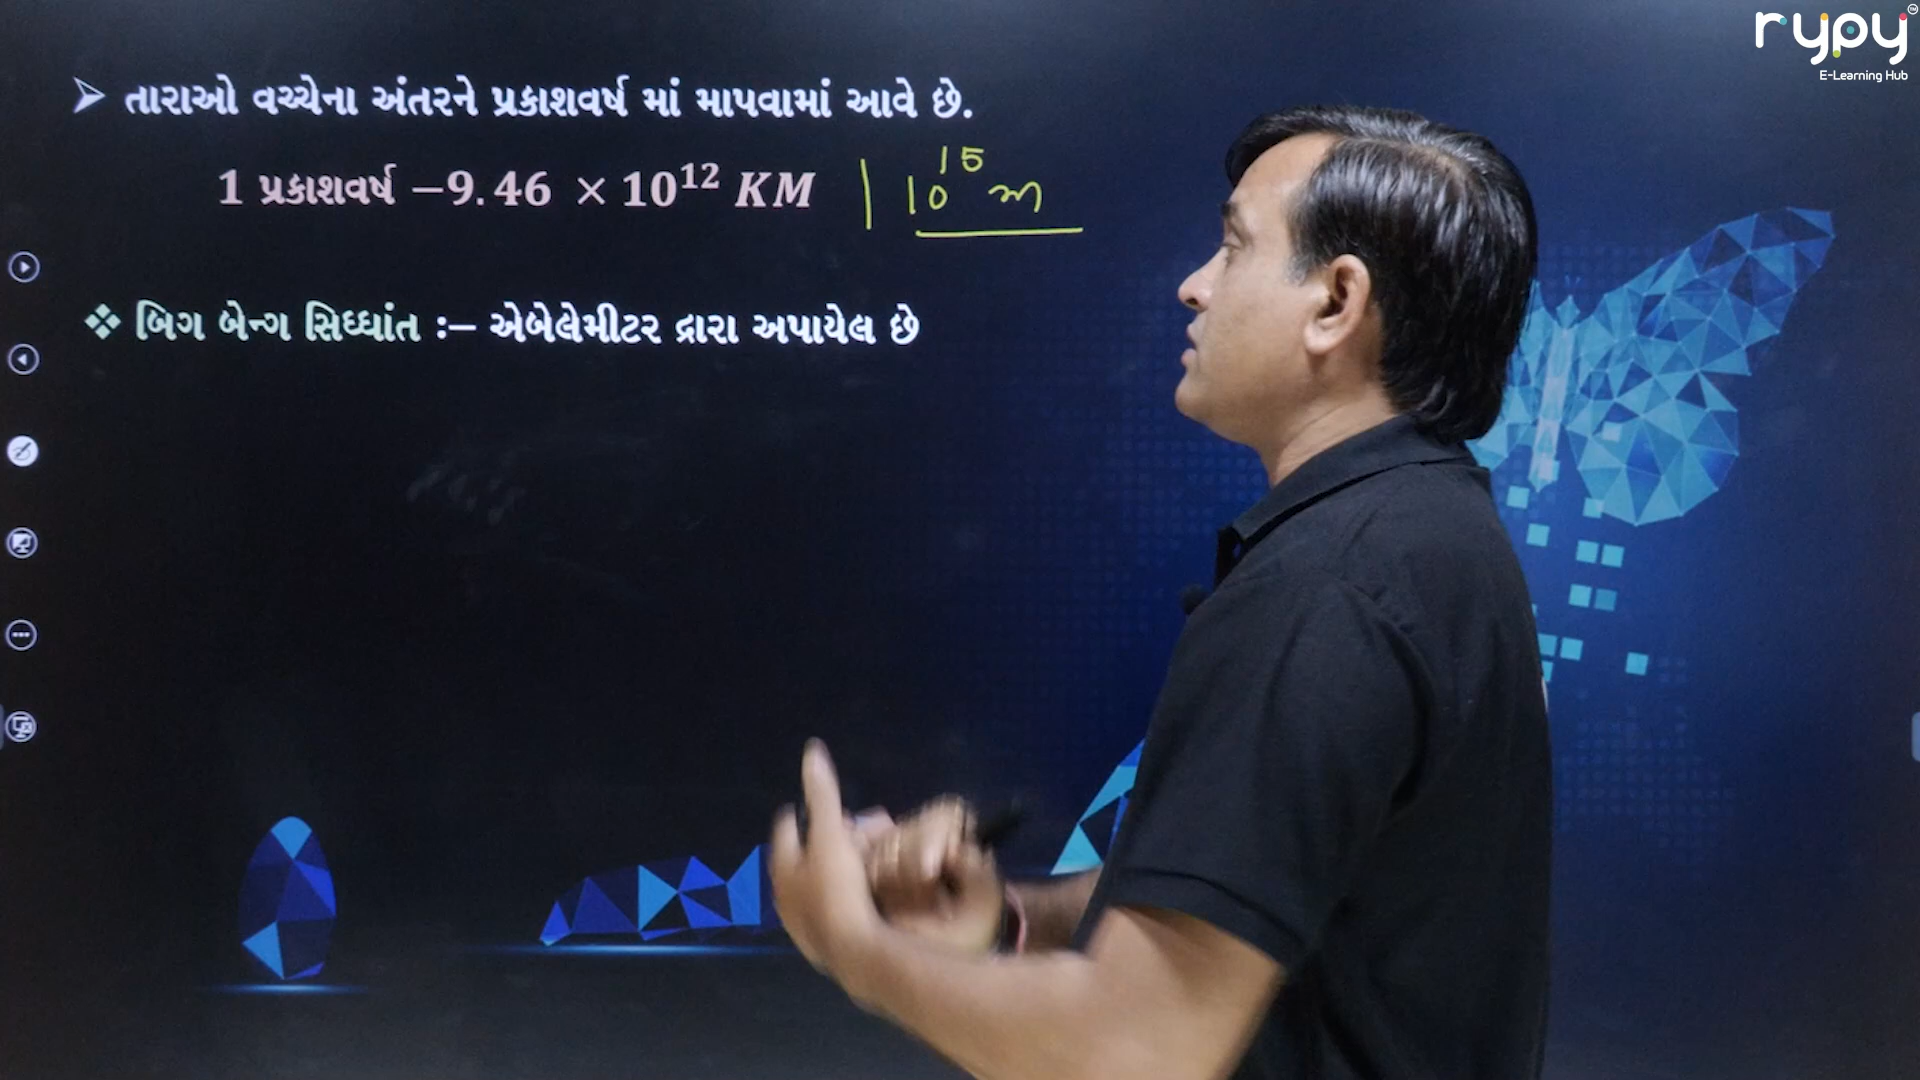 rypy
TM
E-Learning Hub
➢ તારાઓ વચ્ચેના અંતરને પ્રકાશવર્ષ માં માપવામાં આવે છે.
1 પ્રકાશવર્ષ −9.46 × 10¹² KM | 10¹⁵ m
❖ બિગ બેન્ગ સિધ્ધાંત :– એબેલેમીટર દ્રારા અપાયેલ છે